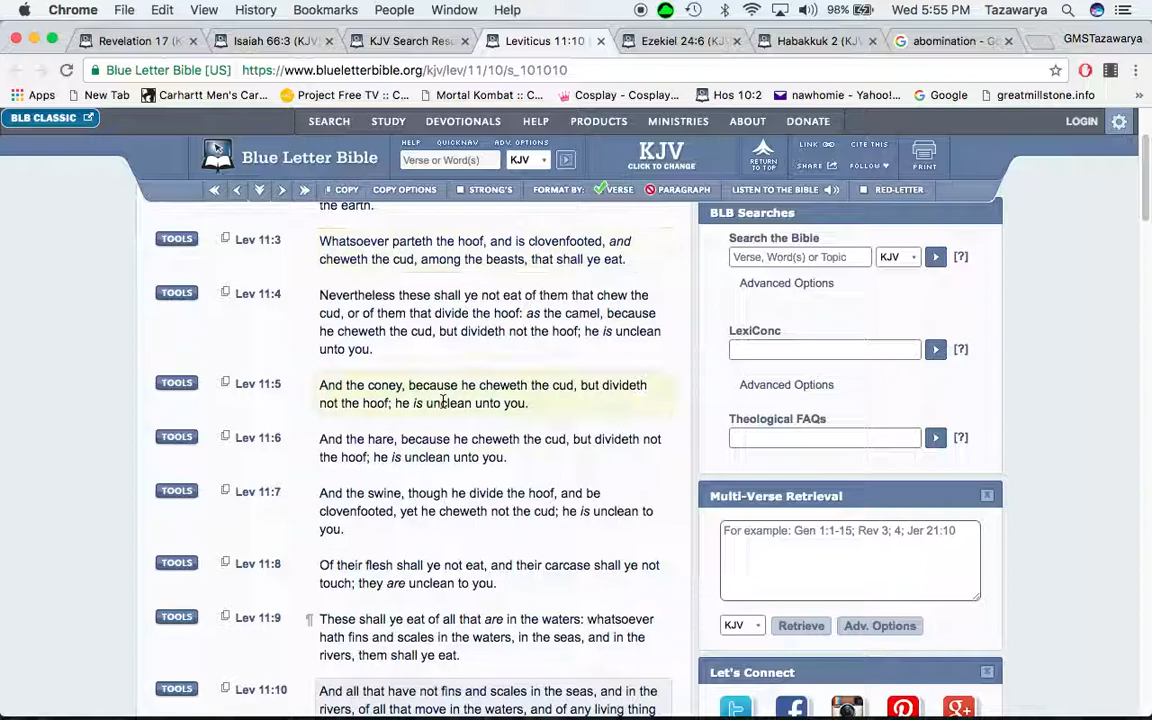 Chrome File Edit View History Bookmarks People Window Help 98% Wed 5:55 PM Tazawarya
Revelation 17 (K Isaiah 66:3 (KJV KJV Search Res Leviticus 11:10 Ezekiel 24:6 (KJV Habakkuk 2 (KJV abomination - Go GMSTazawarya
Blue Letter Bible [US] https://www.blueletterbible.org/kjv/lev/11/10/s_101010
Apps New Tab Carhartt Men's Car... Project Free TV :: C... Mortal Kombat :: C... Cosplay - Cosplay... Hos 10:2 nawhomie - Yahoo!... Google greatmillstone.info »
BLB CLASSIC SEARCH STUDY DEVOTIONALS HELP PRODUCTS MINISTRIES ABOUT DONATE LOGIN
Blue Letter Bible
HELP QUICKNAV ADV. OPTIONS
Verse or Word(s) KJV
KJV
CLICK TO CHANGE
RETURN
TO TOP
LINK CITE THIS
SHARE FOLLOW
PRINT
COPY COPY OPTIONS STRONG'S FORMAT BY: VERSE PARAGRAPH LISTEN TO THE BIBLE RED-LETTER
the earth.
TOOLS Lev 11:3 Whatsoever parteth the hoof, and is clovenfooted, and
cheweth the cud, among the beasts, that shall ye eat.
TOOLS Lev 11:4 Nevertheless these shall ye not eat of them that chew the
cud, or of them that divide the hoof: as the camel, because
he cheweth the cud, but divideth not the hoof; he is unclean
unto you.
TOOLS Lev 11:5 And the coney, because he cheweth the cud, but divideth
not the hoof; he is unclean unto you.
TOOLS Lev 11:6 And the hare, because he cheweth the cud, but divideth not
the hoof; he is unclean unto you.
TOOLS Lev 11:7 And the swine, though he divide the hoof, and be
clovenfooted, yet he cheweth not the cud; he is unclean to
you.
TOOLS Lev 11:8 Of their flesh shall ye not eat, and their carcase shall ye not
touch; they are unclean to you.
TOOLS Lev 11:9 ¶ These shall ye eat of all that are in the waters: whatsoever
hath fins and scales in the waters, in the seas, and in the
rivers, them shall ye eat.
TOOLS Lev 11:10 And all that have not fins and scales in the seas, and in the
rivers, of all that move in the waters, and of any living thing
BLB Searches
Search the Bible
Verse, Word(s) or Topic KJV [?]
Advanced Options
LexiConc
[?]
Advanced Options
Theological FAQs
[?]
Multi-Verse Retrieval X
For example: Gen 1:1-15; Rev 3; 4; Jer 21:10
KJV Retrieve Adv. Options
Let's Connect X